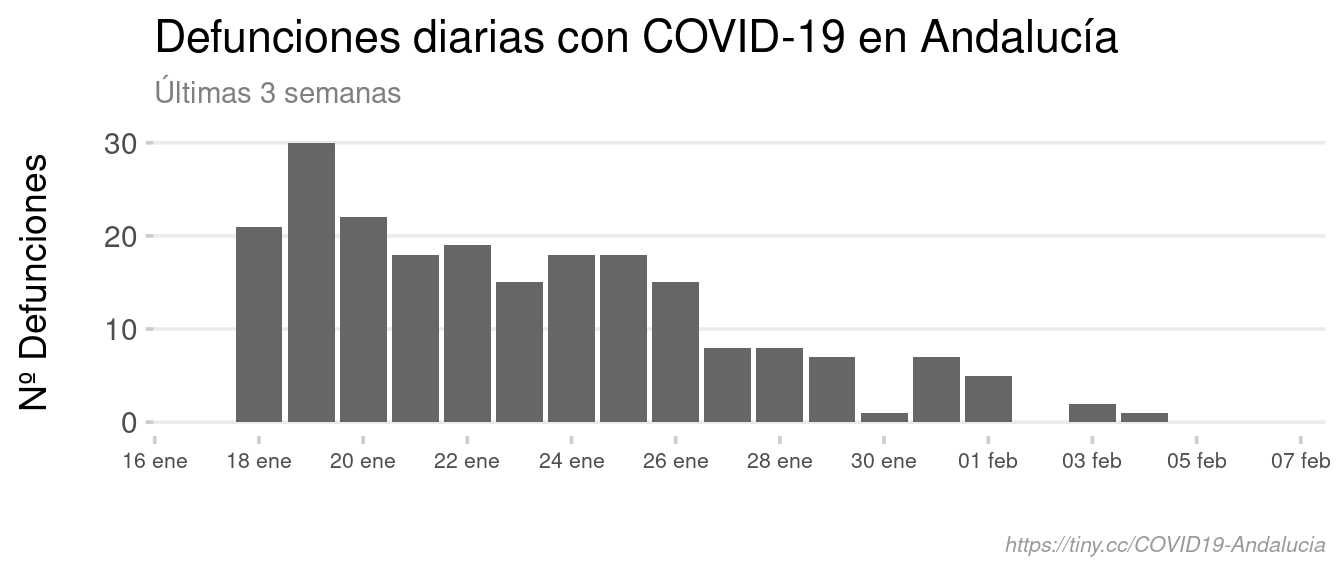 Defunciones diarias con COVID-19 en Andalucía
Últimas 3 semanas
Nº Defunciones
30
20
10
0
16 ene 18 ene 20 ene 22 ene 24 ene 26 ene 28 ene 30 ene 01 feb 03 feb 05 feb 07 feb
https://tiny.cc/COVID19-Andalucia